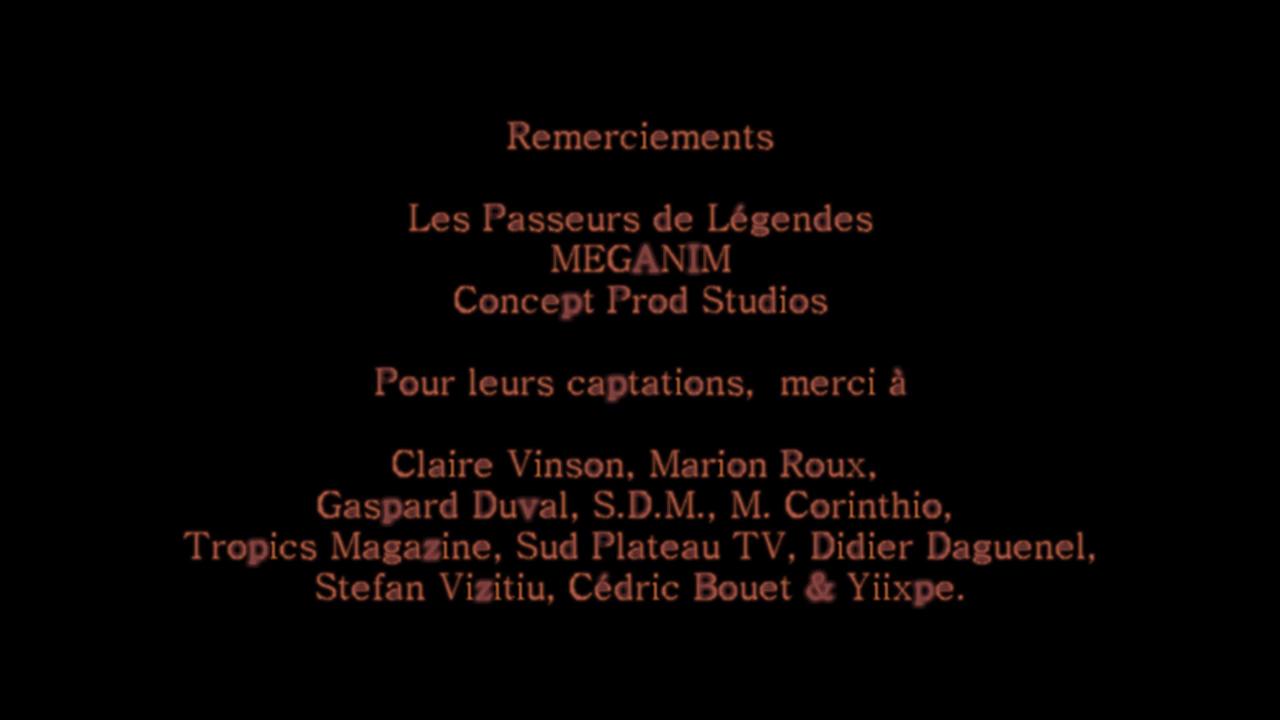 Remerciements
Les Passeurs de Légendes
MEGANIM
Concept Prod Studios
Pour leurs captations,  merci à
Claire Vinson, Marion Roux,
Gaspard Duval, S.D.M., M. Corinthio,
Tropics Magazine, Sud Plateau TV, Didier Daguenel,
Stefan Vizitiu, Cédric Bouet & Yiixpe.